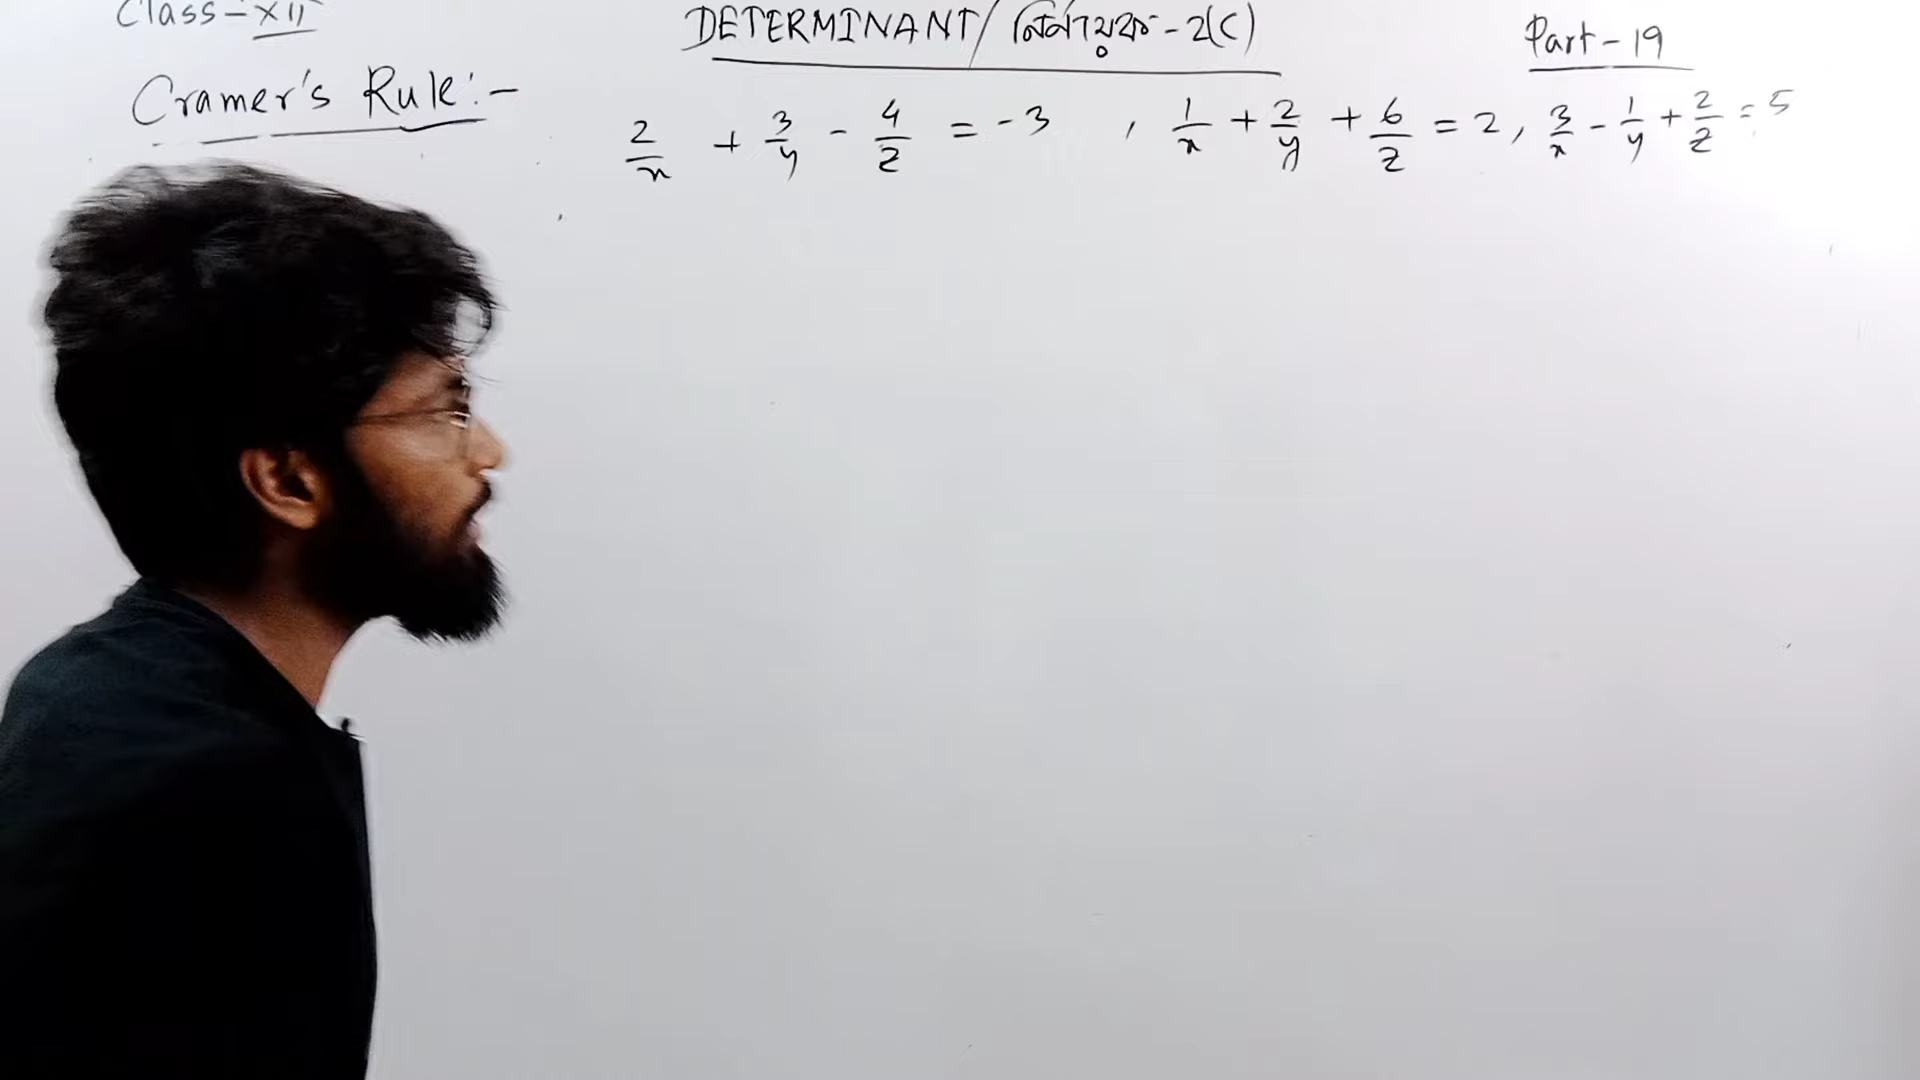 Class-XII
DETERMINANT/ নির্ণায়ক -2(C)
Part-19
Cramer's Rule:-
2/x + 3/y - 4/z = -3 , 1/x + 2/y + 6/z = 2, 3/x - 1/y + 2/z = 5